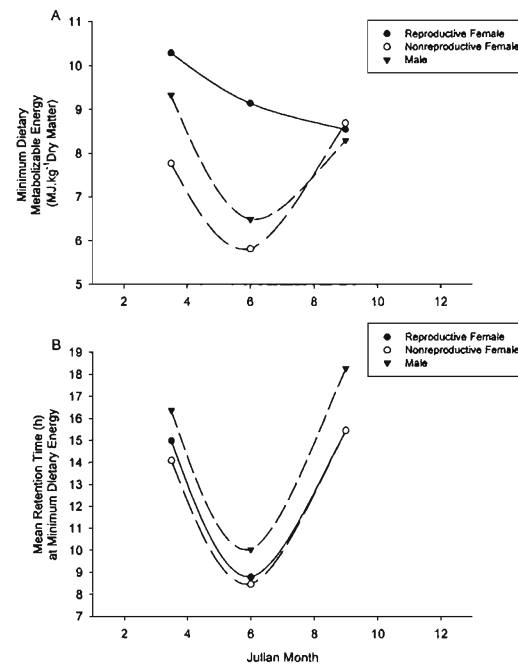 A
Reproductive Female
Nonreproductive Female
Male
Minimum Dietary
Metabolizable Energy
(MJ.kg-1 Dry Matter)
11
10
9
8
7
6
5
2 4 6 8 10 12
B
Reproductive Female
Nonreproductive Female
Male
Mean Retention Time (h)
at Minimum Dietary Energy
19
18
17
16
15
14
13
12
11
10
9
8
7
2 4 6 8 10 12
Julian Month